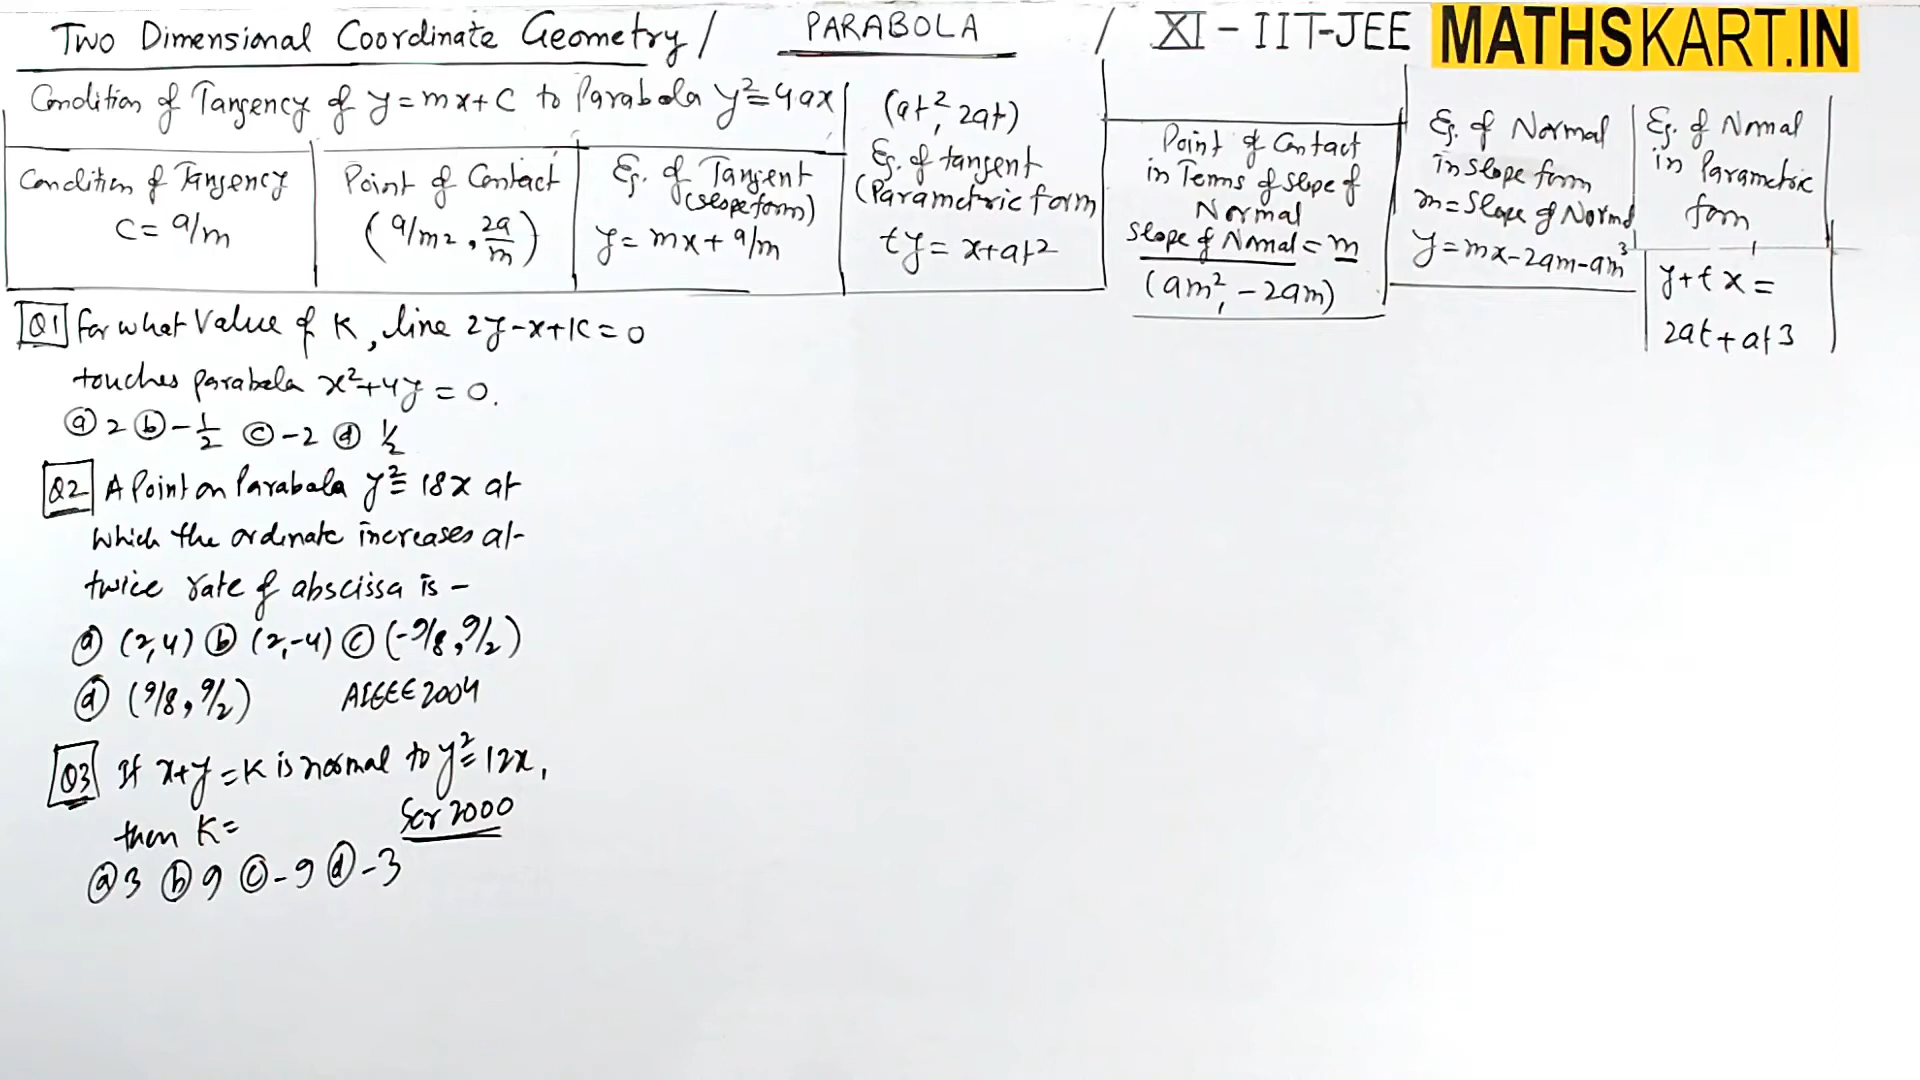 Two Dimensional Coordinate Geometry / PARABOLA / XI - IIT-JEE MATHSKART.IN
Condition of Tangency of y = mx + c to Parabola y² = 4ax
Condition of Tangency
c = a/m
Point of Contact
(a/m², 2a/m)
Eq. of Tangent
(slope form)
y = mx + a/m
(at², 2at)
Eq. of tangent
(Parametric form
ty = x + at²
Point of Contact
in Terms of slope of
Normal
slope of Normal = m
(am², -2am)
Eq. of Normal
in slope form
m = slope of Normal
y = mx - 2am - am³
Eq. of Normal
in Parametric
form
y + tx =
2at + at3
Q1 For what value of K, line 2y - x + K = 0
touches parabola x² + 4y = 0.
(a) 2 (b) -1/2 (c) -2 (d) 1/2
Q2 A Point on Parabola y² = 18x at
which the ordinate increases at
twice rate of abscissa is -
(a) (2,4) (b) (2,-4) (c) (-9/8, 9/2)
(d) (9/8, 9/2) AIEEE 2004
Q3 If x+y = K is normal to y² = 12x,
then K =
Scr 2000
(a) 3 (b) 9 (c) -9 (d) -3